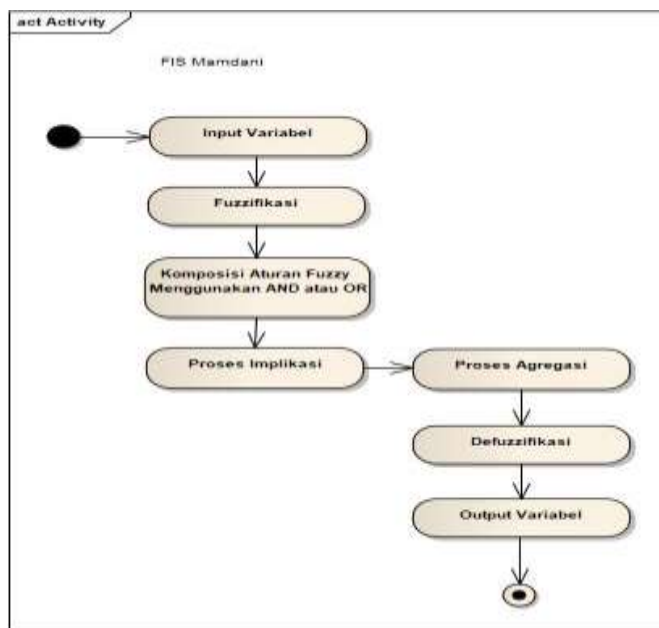 act Activity
FIS Mamdani
Input Variabel
Fuzzifikasi
Komposisi Aturan Fuzzy
Menggunakan AND atau OR
Proses Implikasi
Proses Agregasi
Defuzzifikasi
Output Variabel